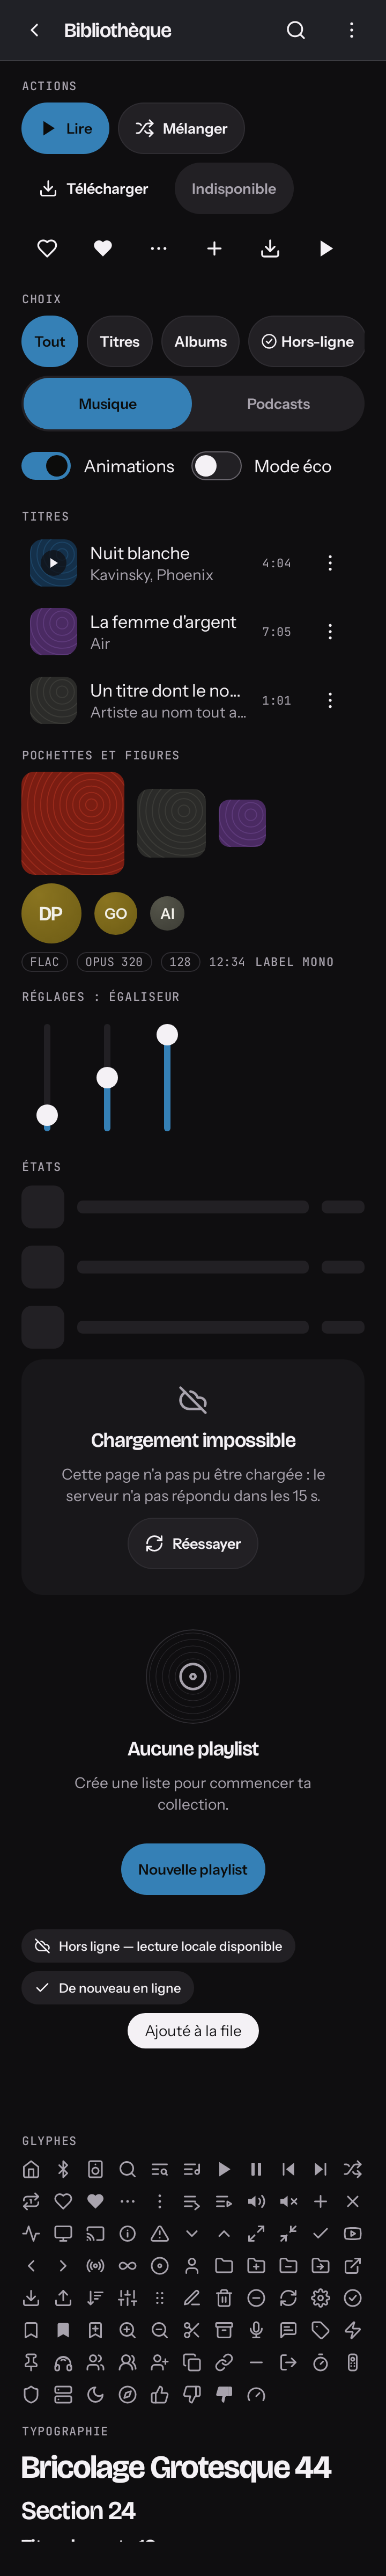 Bibliothèque
ACTIONS
Lire
Mélanger
Télécharger
Indisponible
CHOIX
Tout
Titres
Albums
Hors-ligne
Musique
Podcasts
Animations
Mode éco
TITRES
Nuit blanche
Kavinsky, Phoenix
4:04
La femme d'argent
Air
7:05
Un titre dont le no...
Artiste au nom tout a...
1:01
POCHETTES ET FIGURES
DP
GO
AI
FLAC
OPUS 320
128
12:34
LABEL MONO
RÉGLAGES : ÉGALISEUR
ÉTATS
Chargement impossible
Cette page n'a pas pu être chargée : le
serveur n'a pas répondu dans les 15 s.
Réessayer
Aucune playlist
Crée une liste pour commencer ta
collection.
Nouvelle playlist
Hors ligne — lecture locale disponible
De nouveau en ligne
Ajouté à la file
GLYPHES
TYPOGRAPHIE
Bricolage Grotesque 44
Section 24